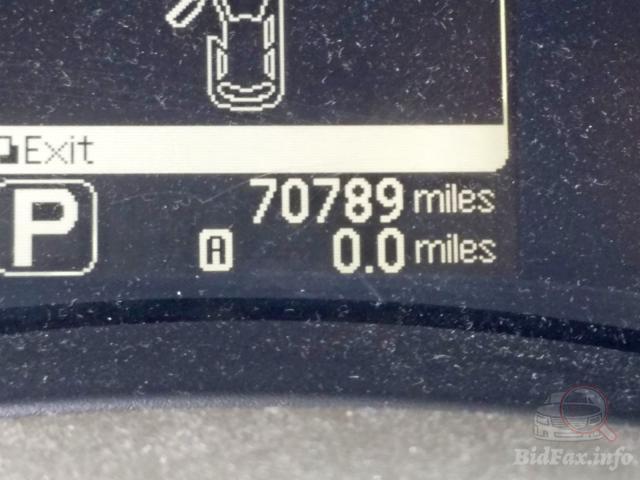 Exit
P
70789 miles
A 0.0 miles
BidFax.info